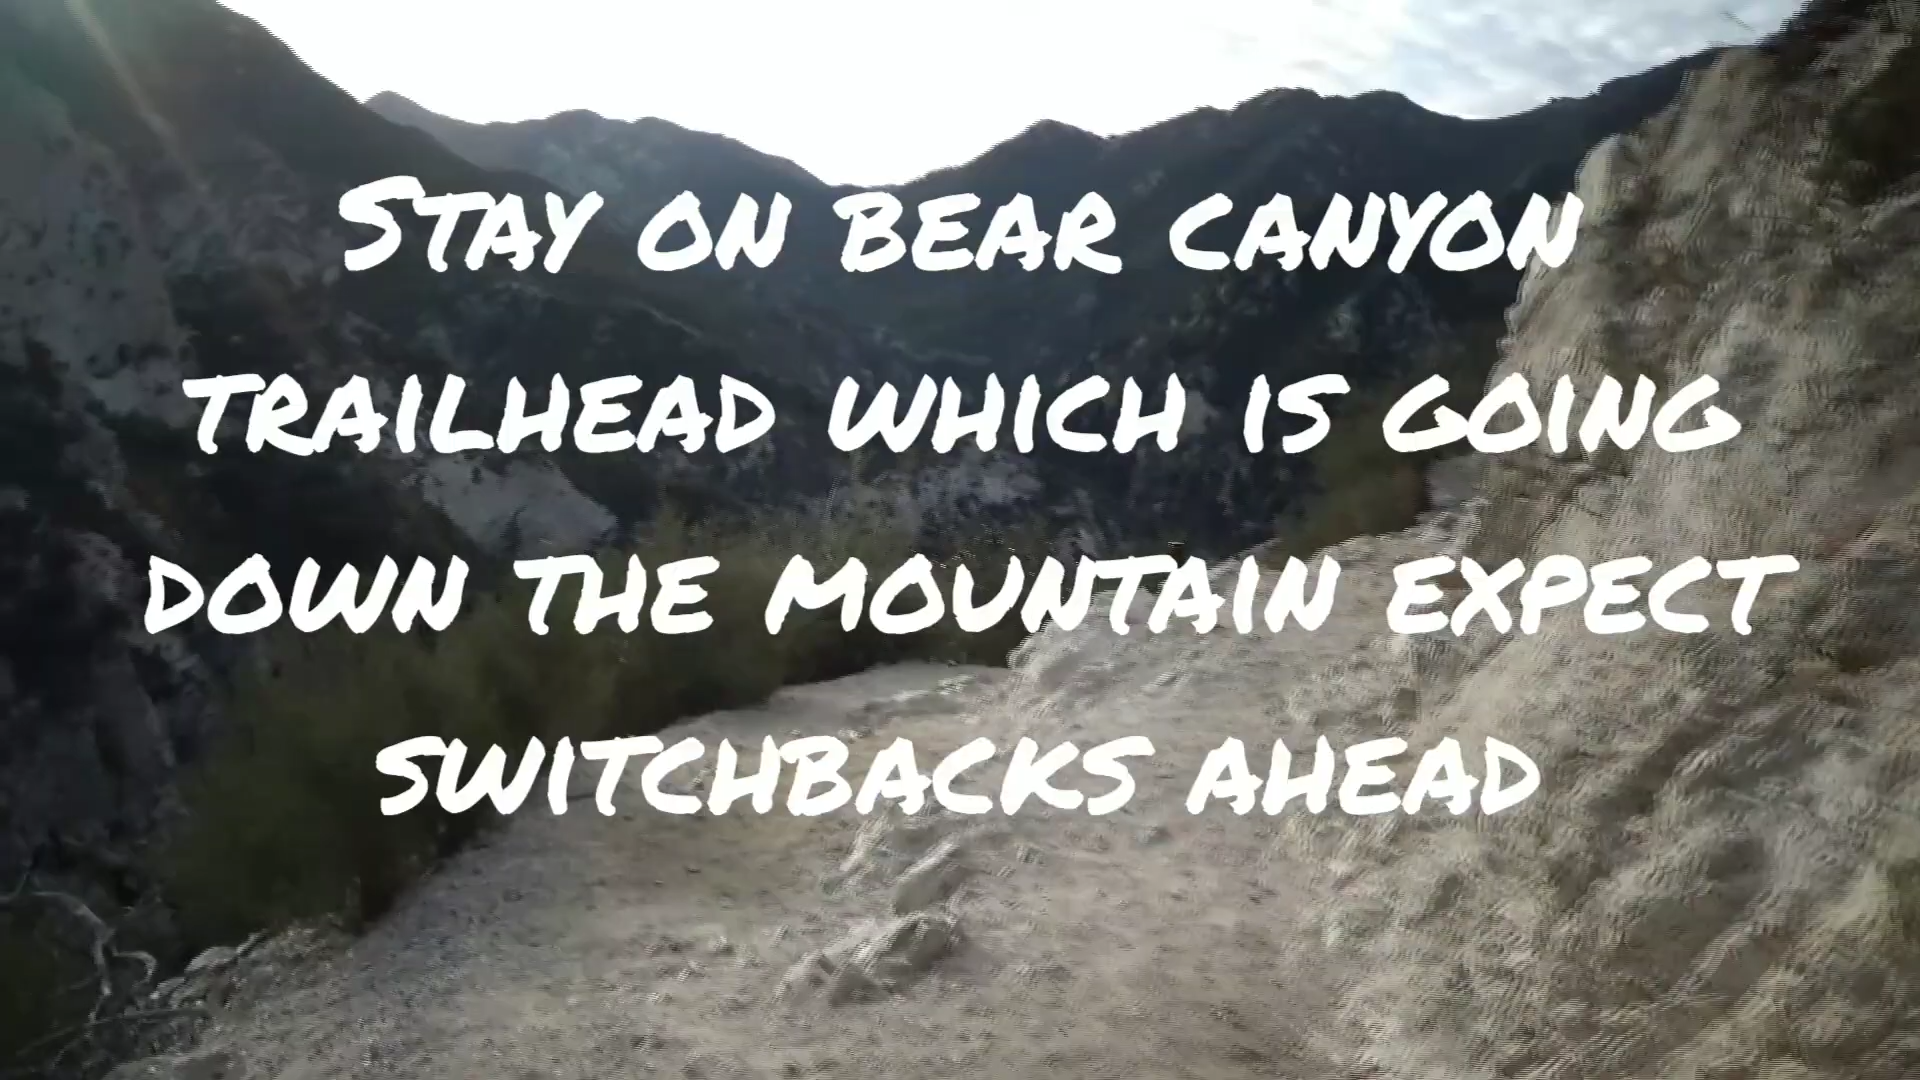 Stay on bear canyon
trailhead which is going
down the mountain expect
switchbacks ahead